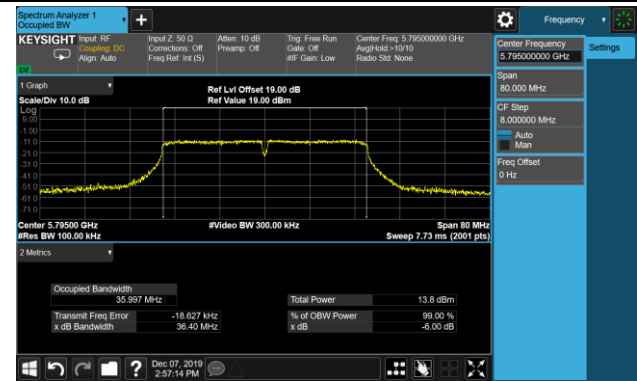 Spectrum Analyzer 1
Occupied BW
Frequency
KEYSIGHT
Input: RF
Coupling: DC
Align: Auto
Input Z: 50 Ω
Corrections: Off
Freq Ref: Int (S)
Atten: 10 dB
Preamp: Off
Trig: Free Run
Gate: Off
#IF Gain: Low
Center Freq: 5.795000000 GHz
Avg|Hold:>10/10
Radio Std: None
Center Frequency
5.795000000 GHz
Settings
Span
80.000 MHz
CF Step
8.000000 MHz
Auto
Man
Freq Offset
0 Hz
1 Graph
Scale/Div 10.0 dB
Ref Lvl Offset 19.00 dB
Ref Value 19.00 dBm
Log
9.00
-1.00
-11.0
-21.0
-31.0
-41.0
-51.0
-61.0
-71.0
Center 5.79500 GHz
#Res BW 100.00 kHz
#Video BW 300.00 kHz
Span 80 MHz
Sweep 7.73 ms (2001 pts)
2 Metrics
Occupied Bandwidth
35.997 MHz
Transmit Freq Error -18.627 kHz
x dB Bandwidth 36.40 MHz
Total Power 13.8 dBm
% of OBW Power 99.00 %
x dB -6.00 dB
?
Dec 07, 2019
2:57:14 PM